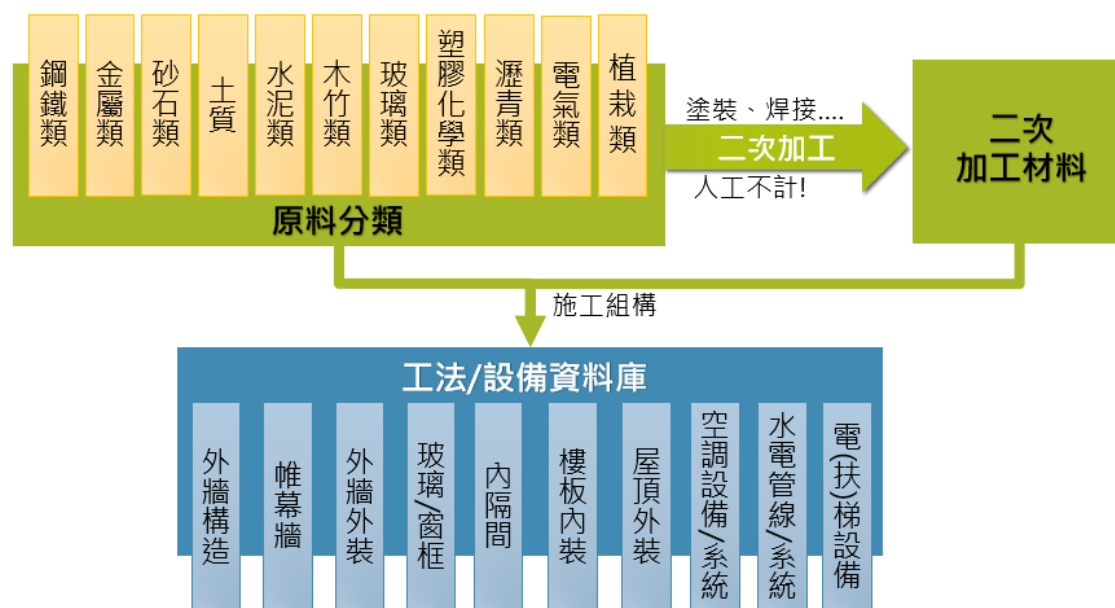 鋼鐵類
金屬類
砂石類
土質
水泥類
木竹類
玻璃類
塑膠化學類
瀝青類
電氣類
植栽類
原料分類
塗裝、焊接....
二次加工
人工不計!
二次
加工材料
施工組構
工法/設備資料庫
外牆構造
帷幕牆
外牆外裝
玻璃/窗框
內隔間
樓板內裝
屋頂外裝
空調設備/系統
水電管線/系統
電(扶)梯設備